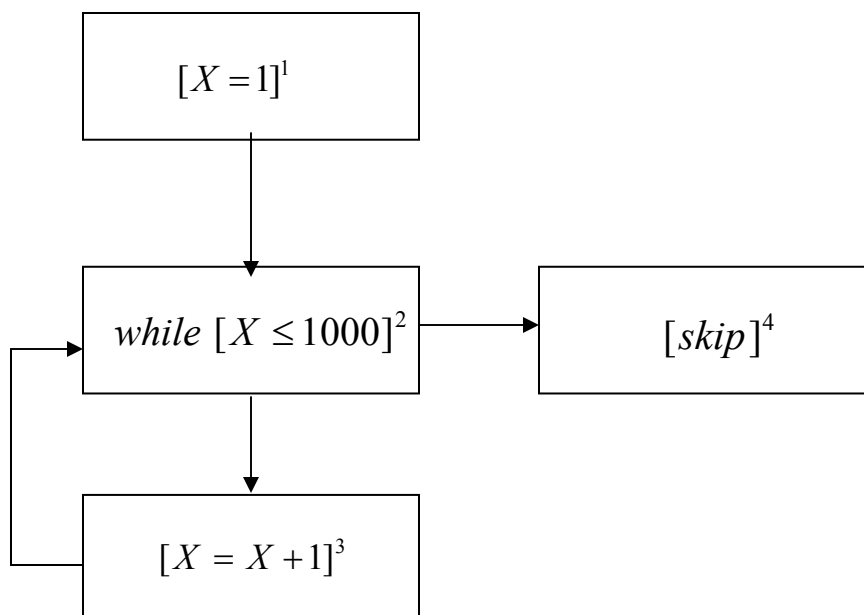 [X = 1]¹
while [X ≤ 1000]²
[skip]⁴
[X = X + 1]³